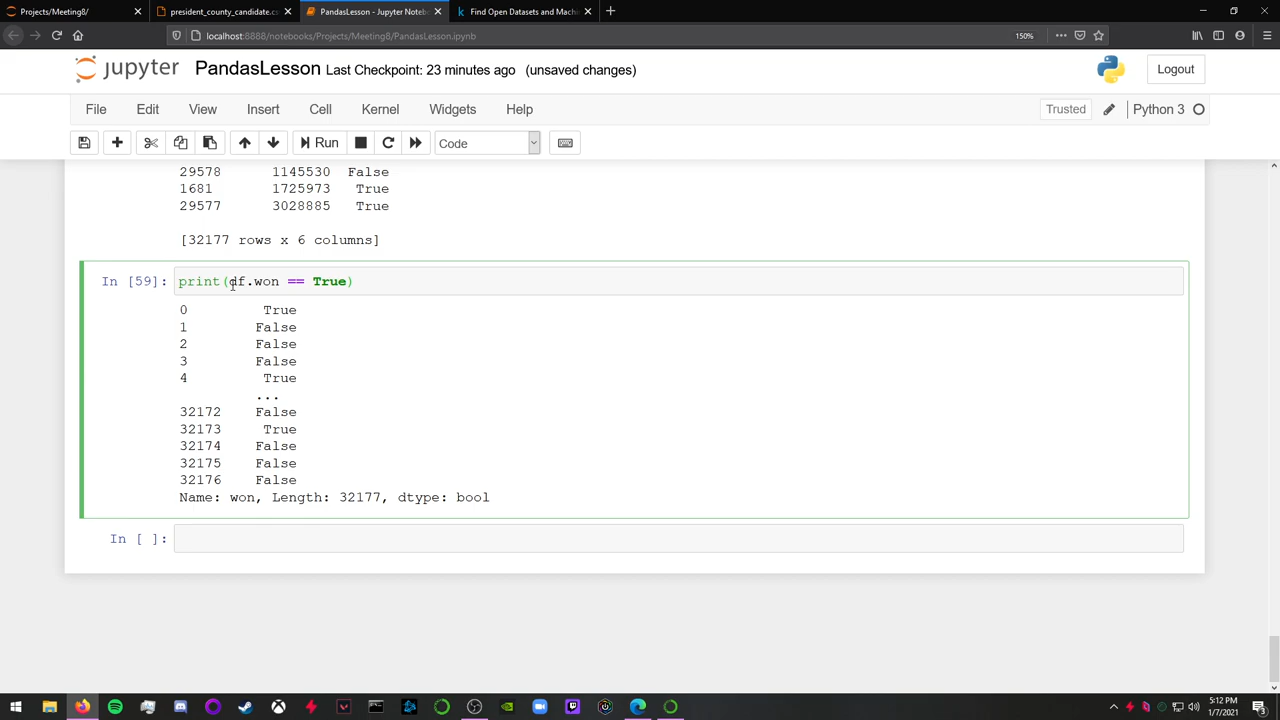 Projects/Meeting8/
president_county_candidate.cs
PandasLesson - Jupyter Noteb
Find Open Datasets and Machi
localhost:8888/notebooks/Projects/Meeting8/PandasLesson.ipynb
150%
jupyter
PandasLesson
Last Checkpoint: 23 minutes ago
(unsaved changes)
Logout
File
Edit
View
Insert
Cell
Kernel
Widgets
Help
Trusted
Python 3
Run
Code
29578 1145530 False
1681 1725973 True
29577 3028885 True
[32177 rows x 6 columns]
In [59]: print(df.won == True)
0 True
1 False
2 False
3 False
4 True
...
32172 False
32173 True
32174 False
32175 False
32176 False
Name: won, Length: 32177, dtype: bool
In [ ]:
5:12 PM
1/7/2021